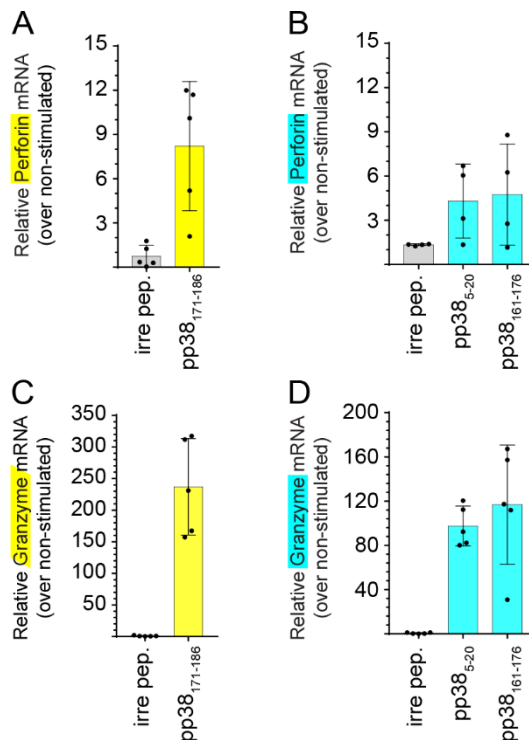 A
Relative Perforin mRNA
(over non-stimulated)
15
12
9
6
3
irre pep.
pp38171-186
B
Relative Perforin mRNA
(over non-stimulated)
15
12
9
6
3
irre pep.
pp385-20
pp38161-176
C
Relative Granzyme mRNA
(over non-stimulated)
350
300
250
200
150
100
50
irre pep.
pp38171-186
D
Relative Granzyme mRNA
(over non-stimulated)
200
160
120
80
40
irre pep.
pp385-20
pp38161-176